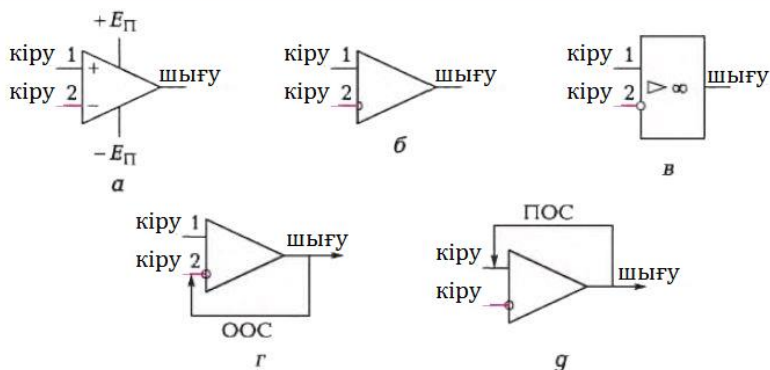 +EП
кіру 1
+
шығу
кіру 2
−
−EП
а
кіру 1
кіру 2
шығу
б
кіру 1
кіру 2
▷ ∞
шығу
в
кіру 1
кіру 2
шығу
ООС
г
ПОС
кіру
кіру
шығу
д